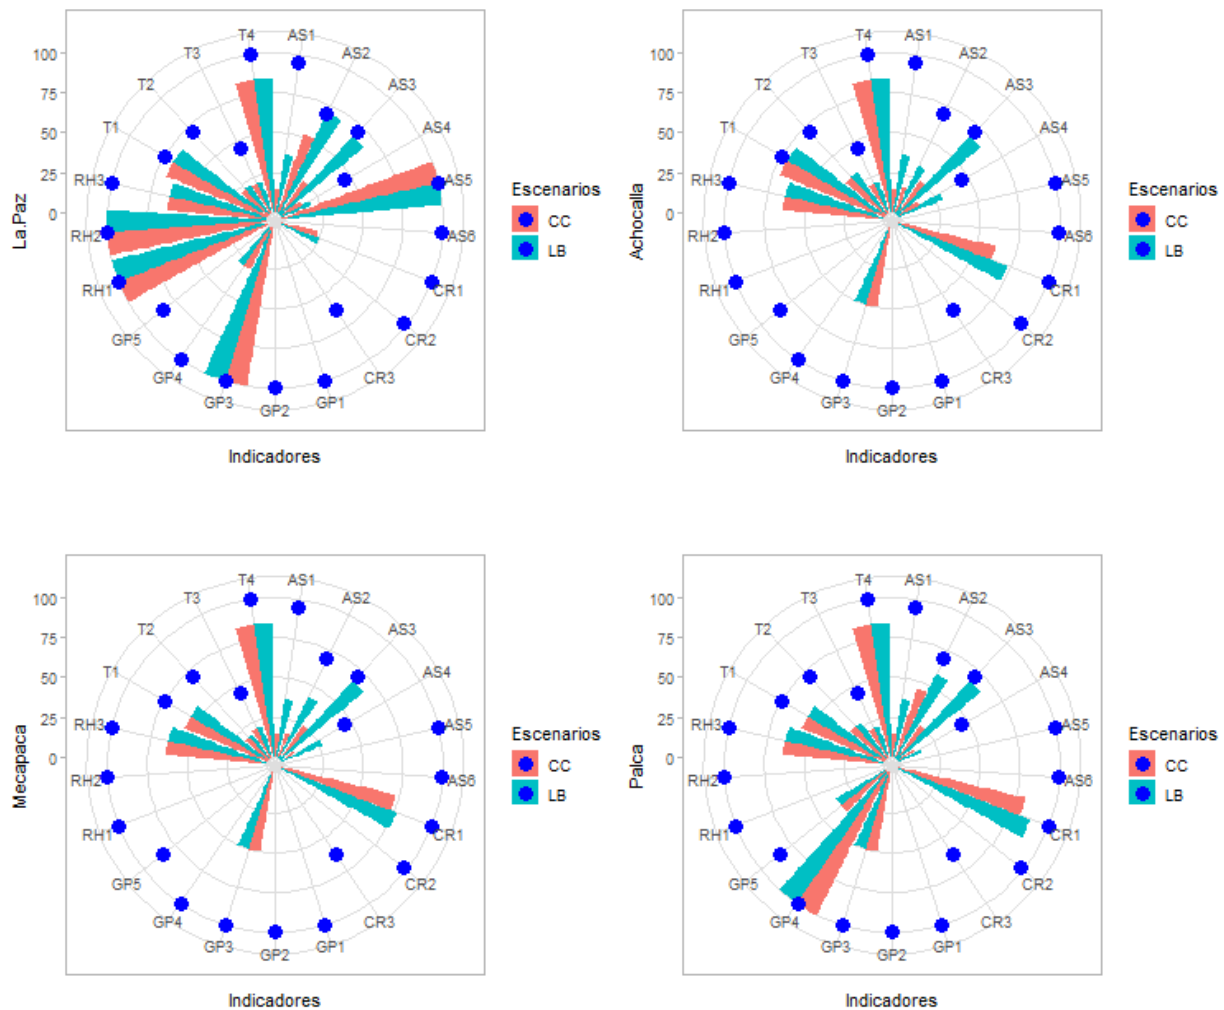 La.Paz
100
75
50
25
0
T4
AS1
AS2
AS3
AS4
AS5
AS6
CR1
CR2
CR3
GP1
GP2
GP3
GP4
GP5
RH1
RH2
RH3
T1
T2
T3
Indicadores
Escenarios
CC
LB
Achocalla
100
75
50
25
0
T4
AS1
AS2
AS3
AS4
AS5
AS6
CR1
CR2
CR3
GP1
GP2
GP3
GP4
GP5
RH1
RH2
RH3
T1
T2
T3
Indicadores
Escenarios
CC
LB
Mecapaca
100
75
50
25
0
T4
AS1
AS2
AS3
AS4
AS5
AS6
CR1
CR2
CR3
GP1
GP2
GP3
GP4
GP5
RH1
RH2
RH3
T1
T2
T3
Indicadores
Escenarios
CC
LB
Palca
100
75
50
25
0
T4
AS1
AS2
AS3
AS4
AS5
AS6
CR1
CR2
CR3
GP1
GP2
GP3
GP4
GP5
RH1
RH2
RH3
T1
T2
T3
Indicadores
Escenarios
CC
LB